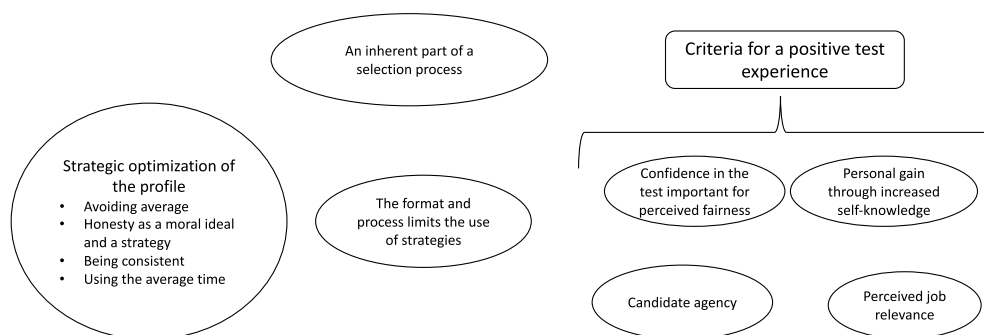 An inherent part of a
selection process
Criteria for a positive test
experience
Strategic optimization of
the profile
• Avoiding average
• Honesty as a moral ideal
and a strategy
• Being consistent
• Using the average time
The format and
process limits the use
of strategies
Confidence in the
test important for
perceived fairness
Personal gain
through increased
self-knowledge
Candidate agency
Perceived job
relevance